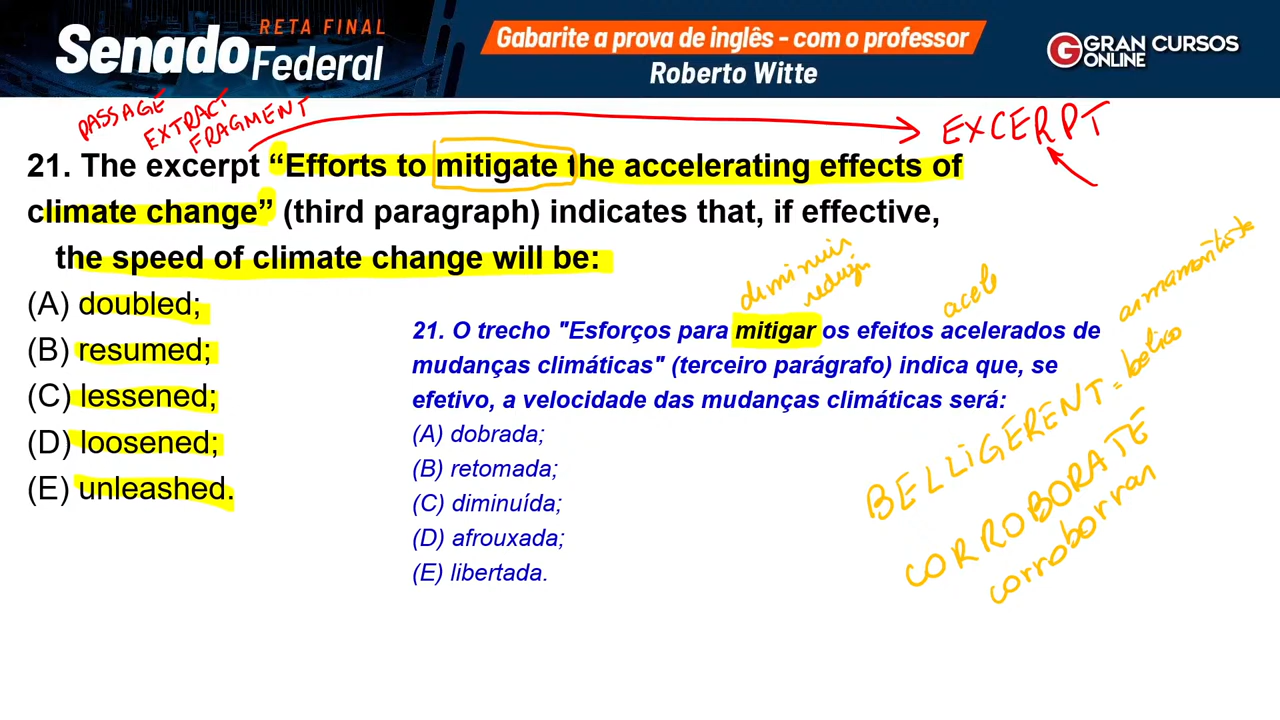 RETA FINAL
Senado
Federal
Gabarite a prova de inglês - com o professor
Roberto Witte
GRAN CURSOS
ONLINE
PASSAGE
EXTRACT
FRAGMENT
EXCERPT
21. The excerpt “Efforts to mitigate the accelerating effects of
climate change” (third paragraph) indicates that, if effective,
the speed of climate change will be:
(A) doubled;
(B) resumed;
(C) lessened;
(D) loosened;
(E) unleashed.
diminuir
reduzir
acele
21. O trecho "Esforços para mitigar os efeitos acelerados de
mudanças climáticas" (terceiro parágrafo) indica que, se
efetivo, a velocidade das mudanças climáticas será:
(A) dobrada;
(B) retomada;
(C) diminuída;
(D) afrouxada;
(E) libertada.
armamentista
BELLIGERENT = belico
CORROBORATE
corroborrar